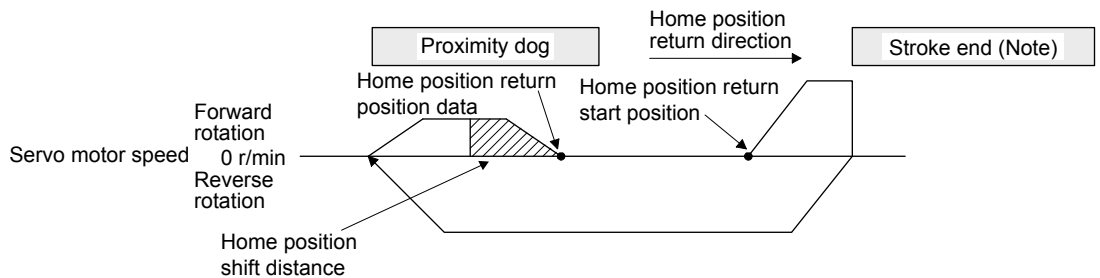 Home position
return direction
Proximity dog
Stroke end (Note)
Home position return
position data
Home position return
start position
Forward
rotation
Servo motor speed 0 r/min
Reverse
rotation
Home position
shift distance